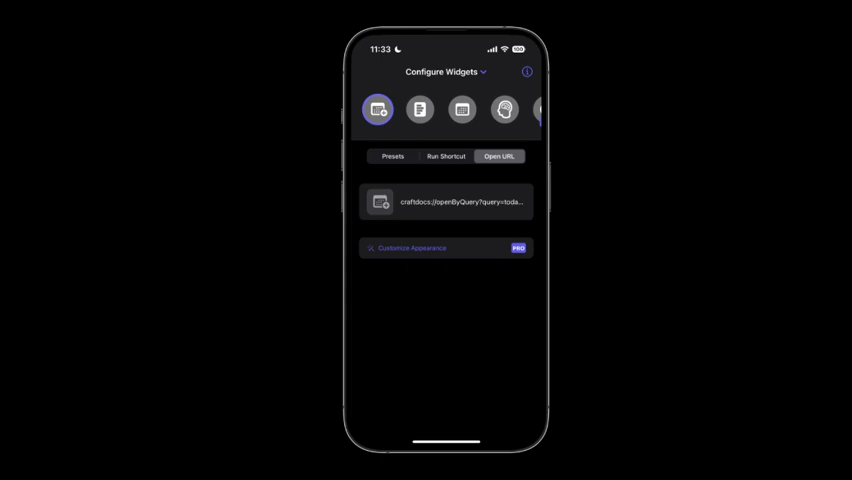 11:33
100
Configure Widgets
Presets
Run Shortcut
Open URL
craftdocs://openByQuery?query=toda...
Customize Appearance
PRO